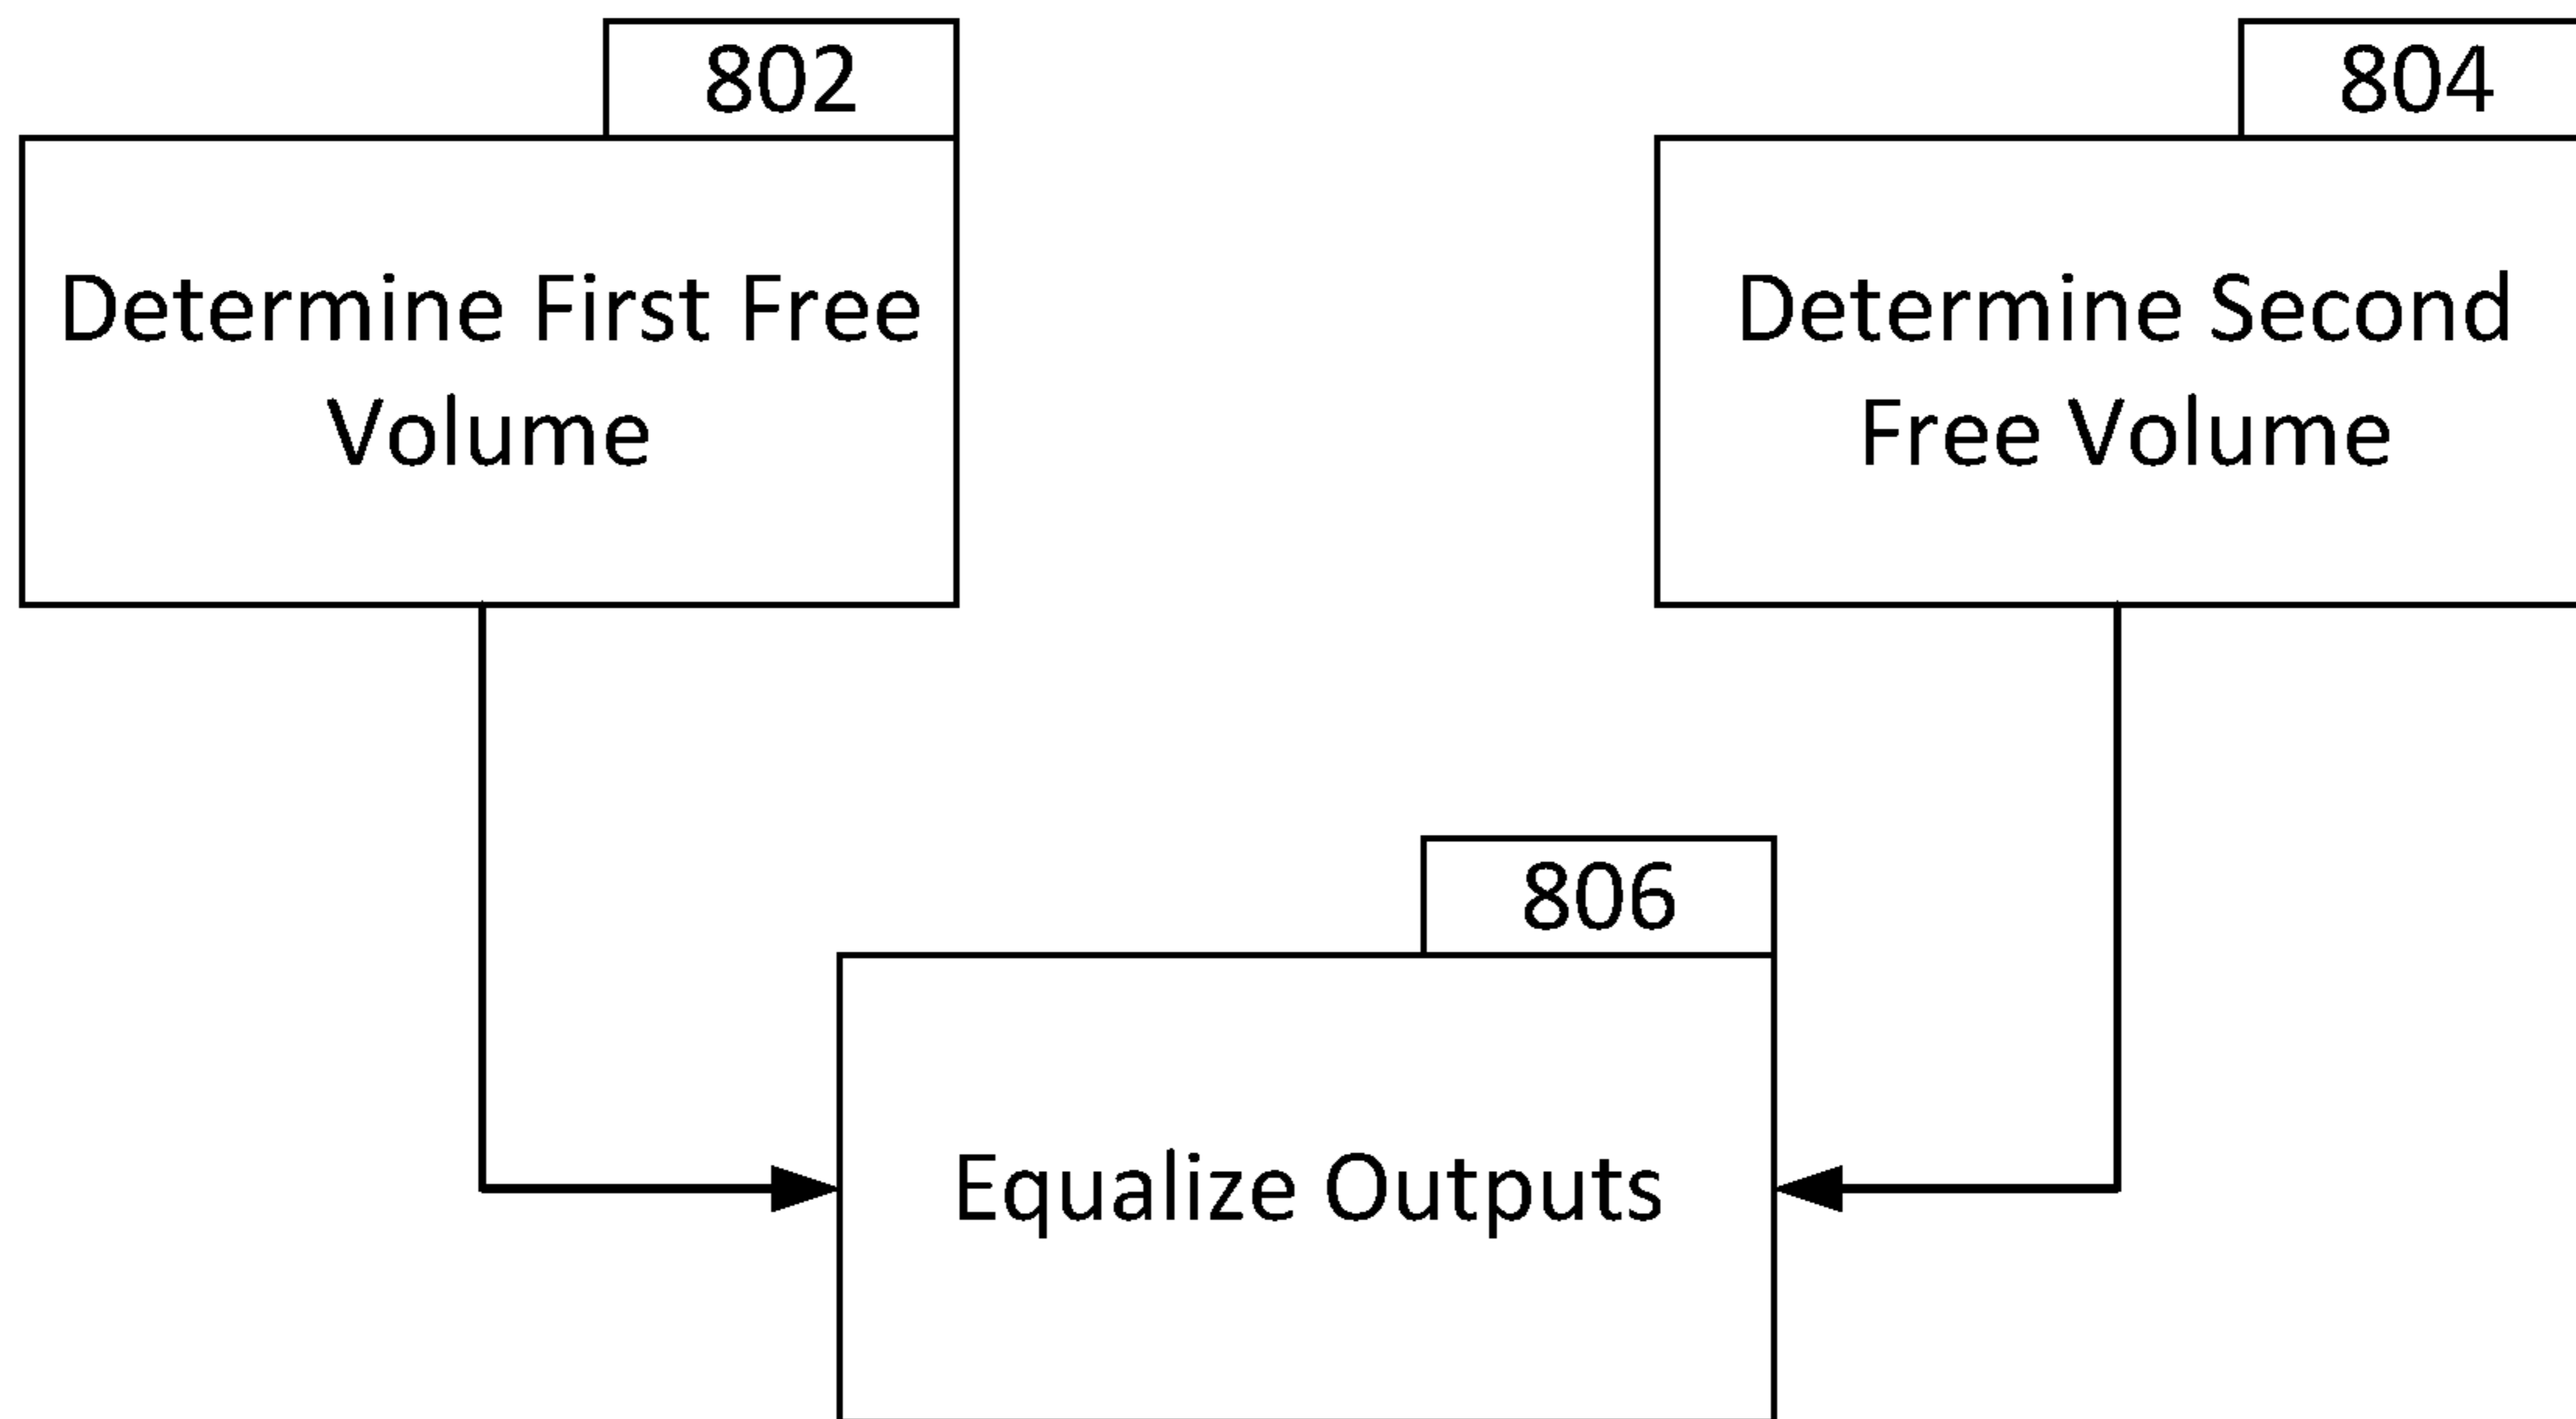 802
Determine First Free
Volume
804
Determine Second
Free Volume
806
Equalize Outputs